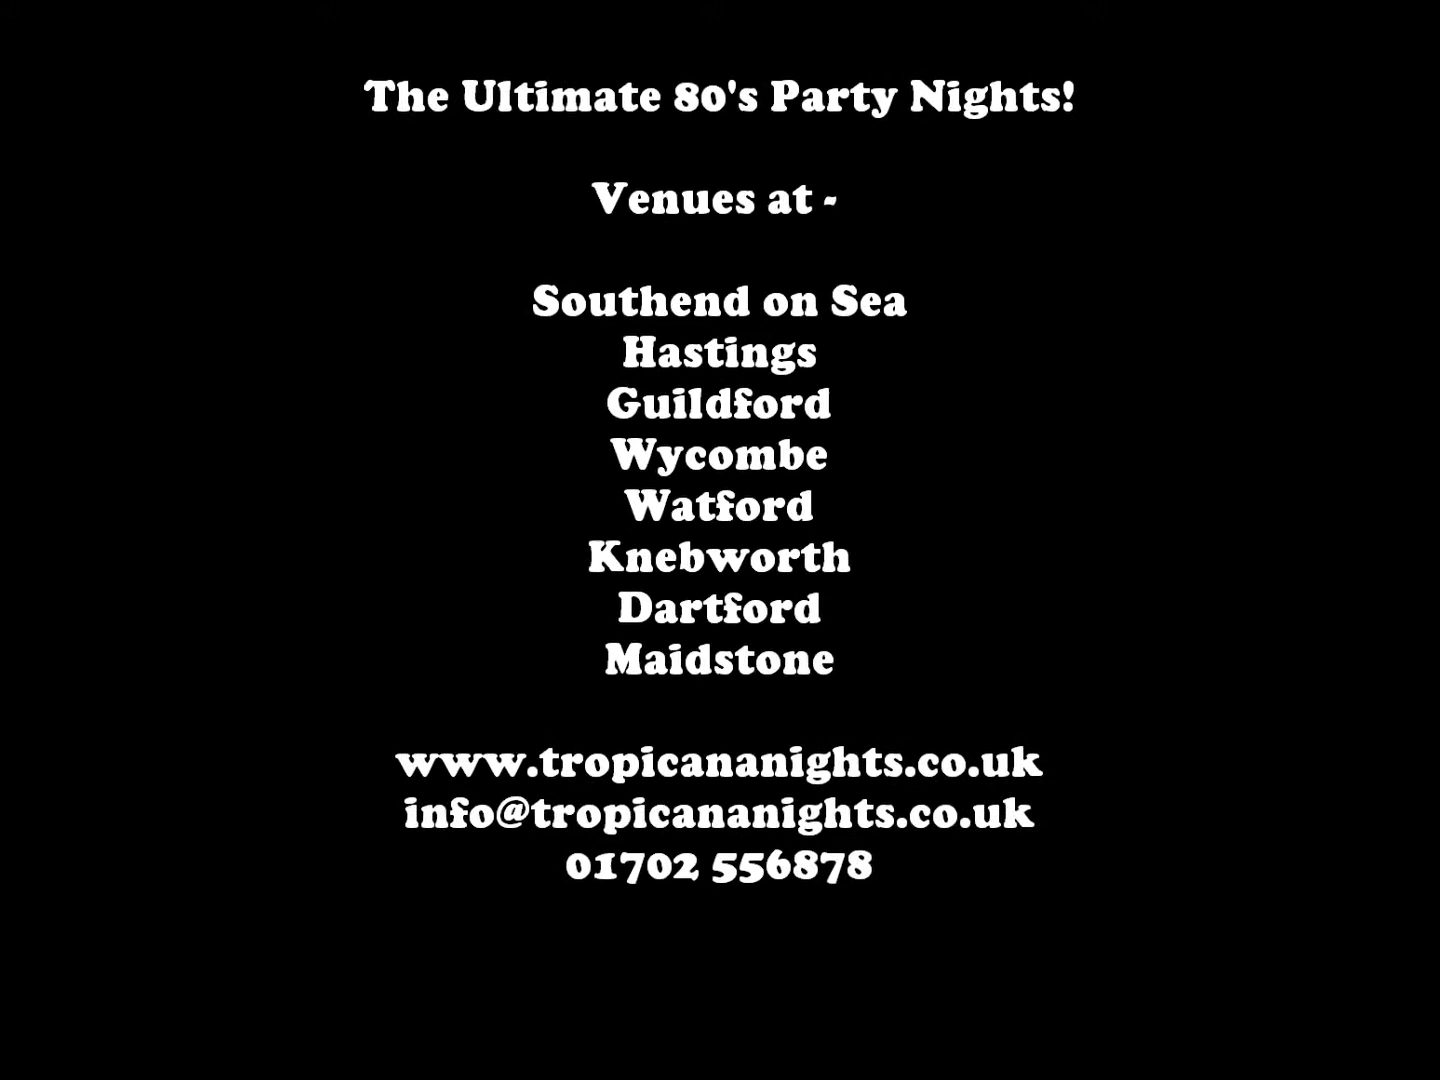 The Ultimate 80's Party Nights!
Venues at -
Southend on Sea
Hastings
Guildford
Wycombe
Watford
Knebworth
Dartford
Maidstone
www.tropicananights.co.uk
info@tropicananights.co.uk
01702 556878